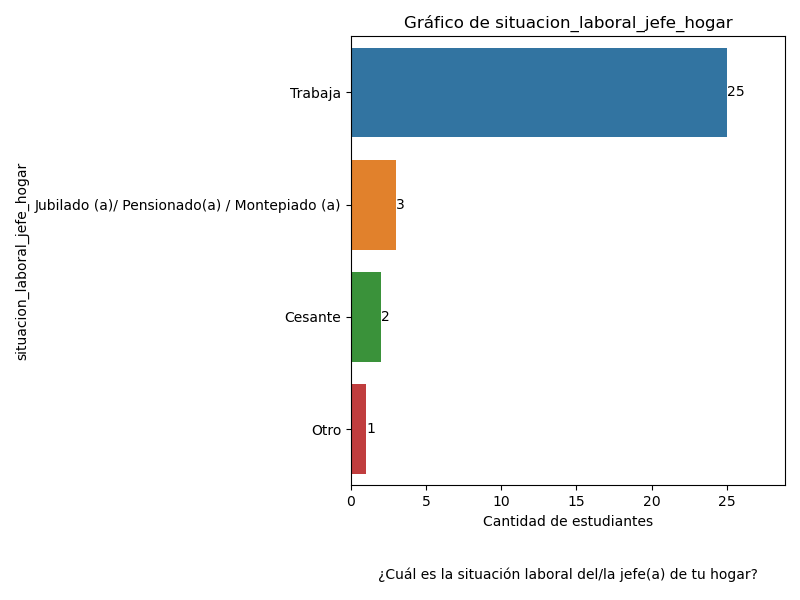 Gráfico de situacion_laboral_jefe_hogar
situacion_laboral_jefe_hogar
Trabaja
25
Jubilado (a)/ Pensionado(a) / Montepiado (a)
3
Cesante
2
Otro
1
0 5 10 15 20 25
Cantidad de estudiantes
¿Cuál es la situación laboral del/la jefe(a) de tu hogar?